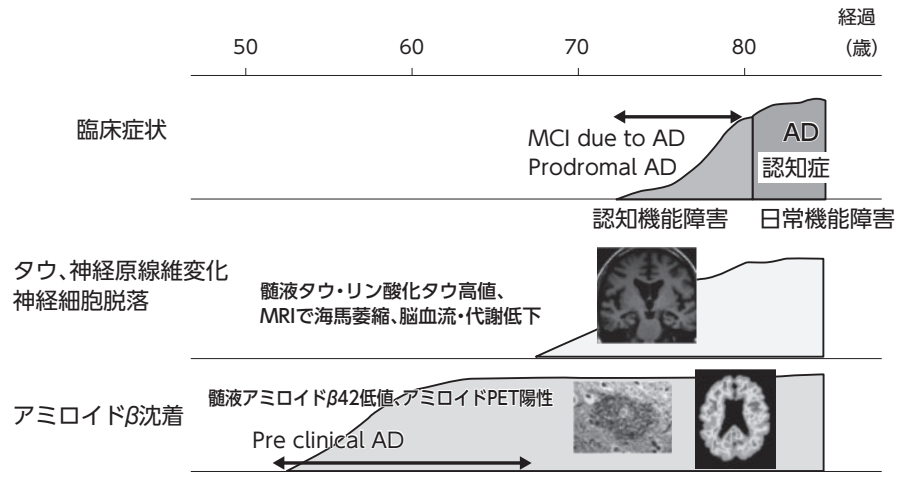 経過
50 60 70 80 (歳)
臨床症状
MCI due to AD
Prodromal AD
AD
認知症
認知機能障害 日常機能障害
タウ、神経原線維変化
神経細胞脱落
髄液タウ・リン酸化タウ高値、
MRIで海馬萎縮、脳血流・代謝低下
アミロイドβ沈着
髄液アミロイドβ42低値、アミロイドPET陽性
Pre clinical AD